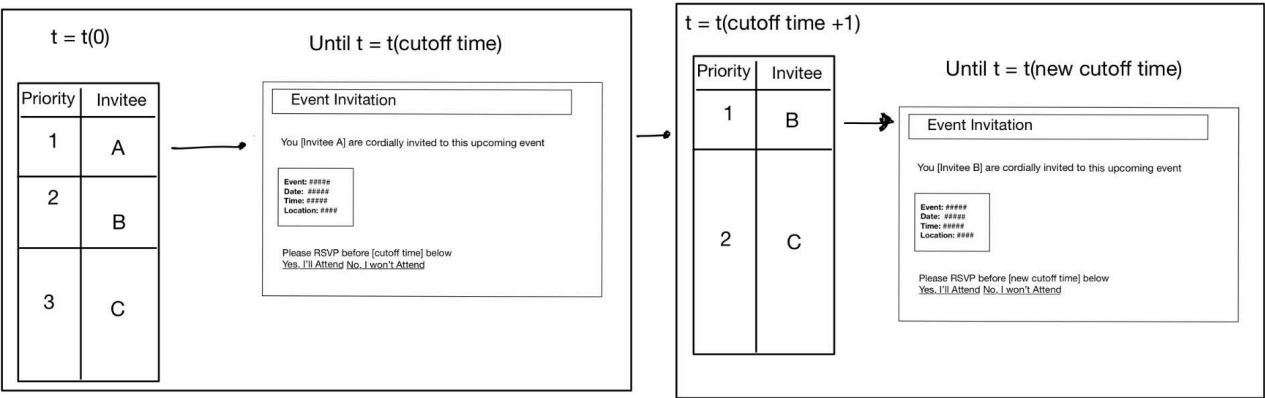 t = t(0)
Until t = t(cutoff time)
Priority Invitee
1 A
2 B
3 C
Event Invitation
You [Invitee A] are cordially invited to this upcoming event
Event: #####
Date: #####
Time: #####
Location: ####
Please RSVP before [cutoff time] below
Yes, I'll Attend No, I won't Attend
t = t(cutoff time +1)
Until t = t(new cutoff time)
Priority Invitee
1 B
2 C
Event Invitation
You [Invitee B] are cordially invited to this upcoming event
Event: #####
Date: #####
Time: #####
Location: ####
Please RSVP before [new cutoff time] below
Yes, I'll Attend No, I won't Attend